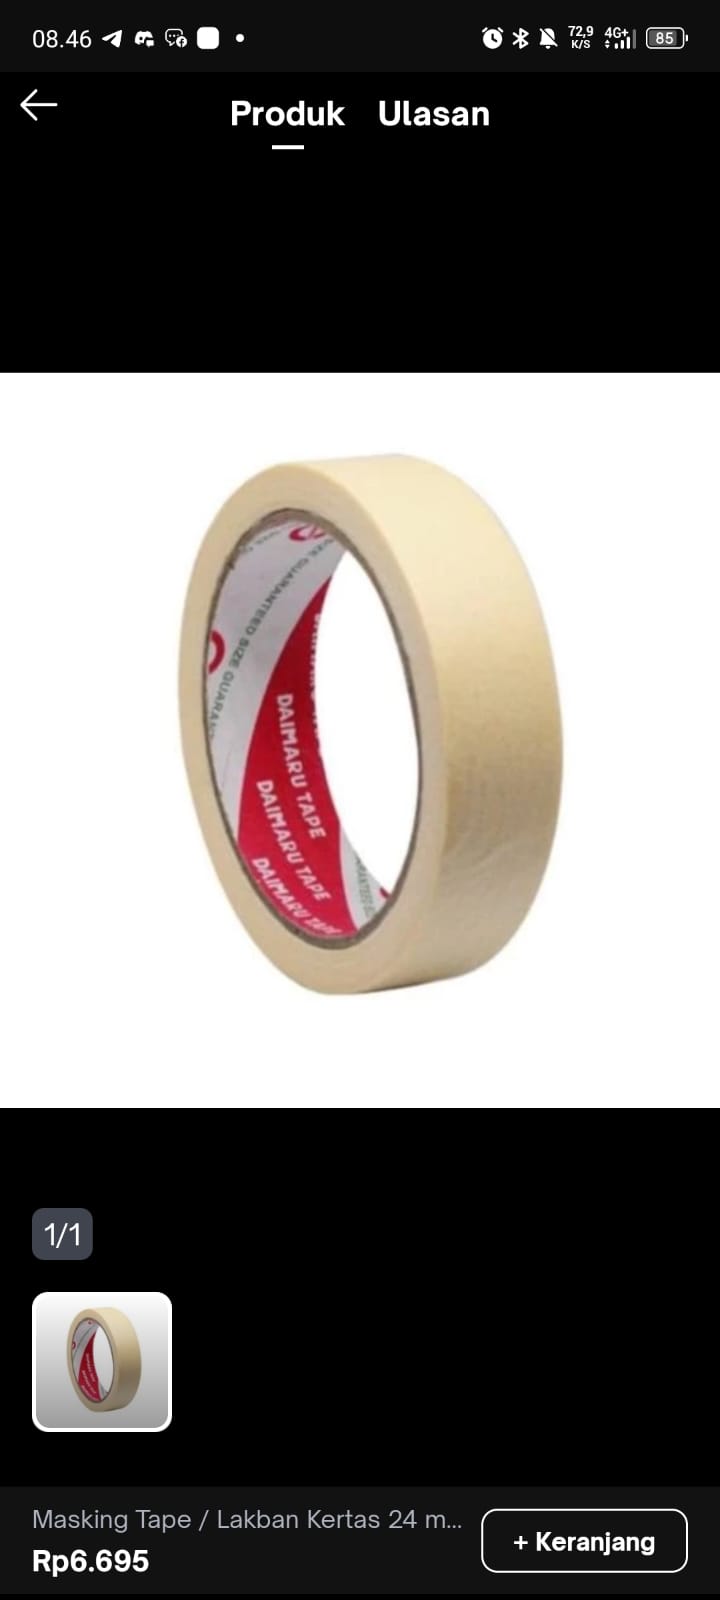 08.46
72,9
K/S
4G+
85
Produk Ulasan
SIZE GUARANTEED SIZE GUARAN
DAIMARU TAPE
DAIMARU TAPE
DAIMARU TAPE
1/1
Masking Tape / Lakban Kertas 24 m...
Rp6.695
+ Keranjang